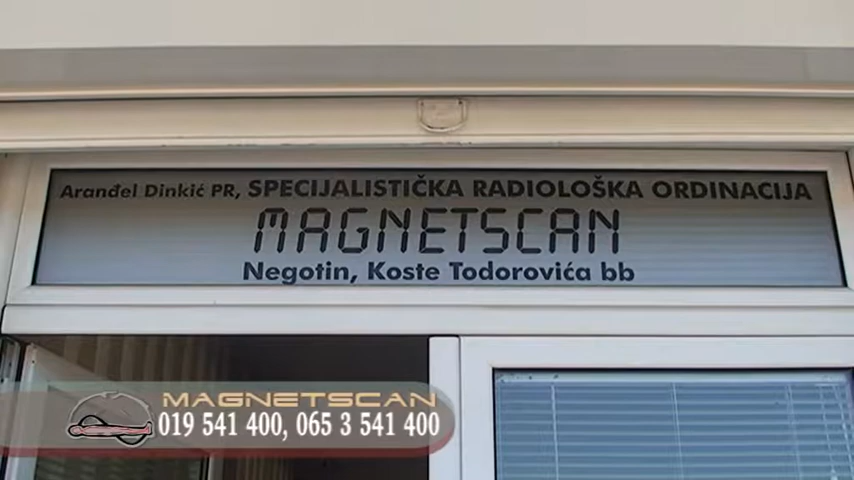 Aranđel Dinkić PR, SPECIJALISTIČKA RADIOLOŠKA ORDINACIJA
MAGNETSCAN
Negotin, Koste Todorovića bb
MAGNETSCAN
019 541 400, 065 3 541 400